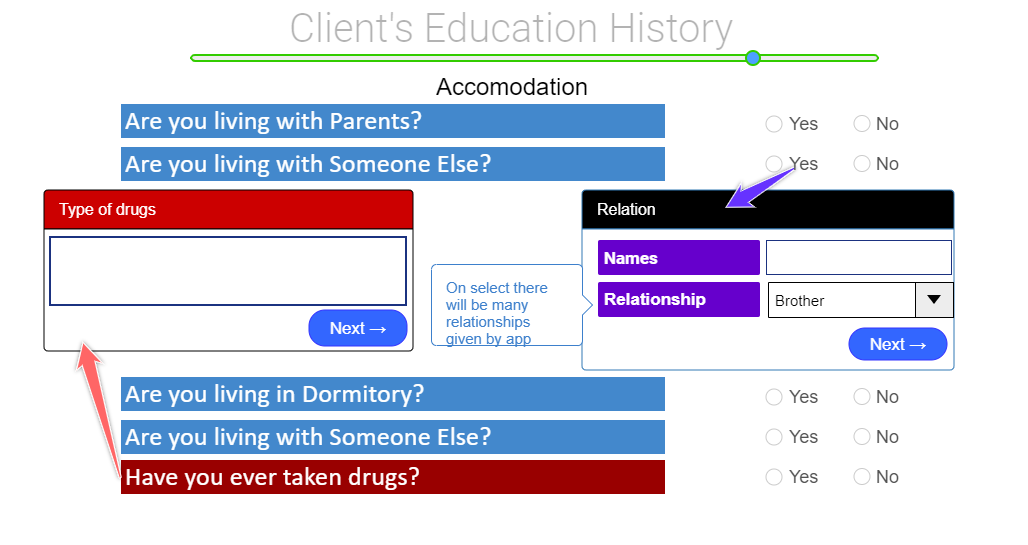 Client's Education History
Accomodation
Are you living with Parents?
Yes
No
Are you living with Someone Else?
Yes
No
Type of drugs
Next →
On select there
will be many
relationships
given by app
Relation
Names
Relationship
Brother
Next →
Are you living in Dormitory?
Yes
No
Are you living with Someone Else?
Yes
No
Have you ever taken drugs?
Yes
No